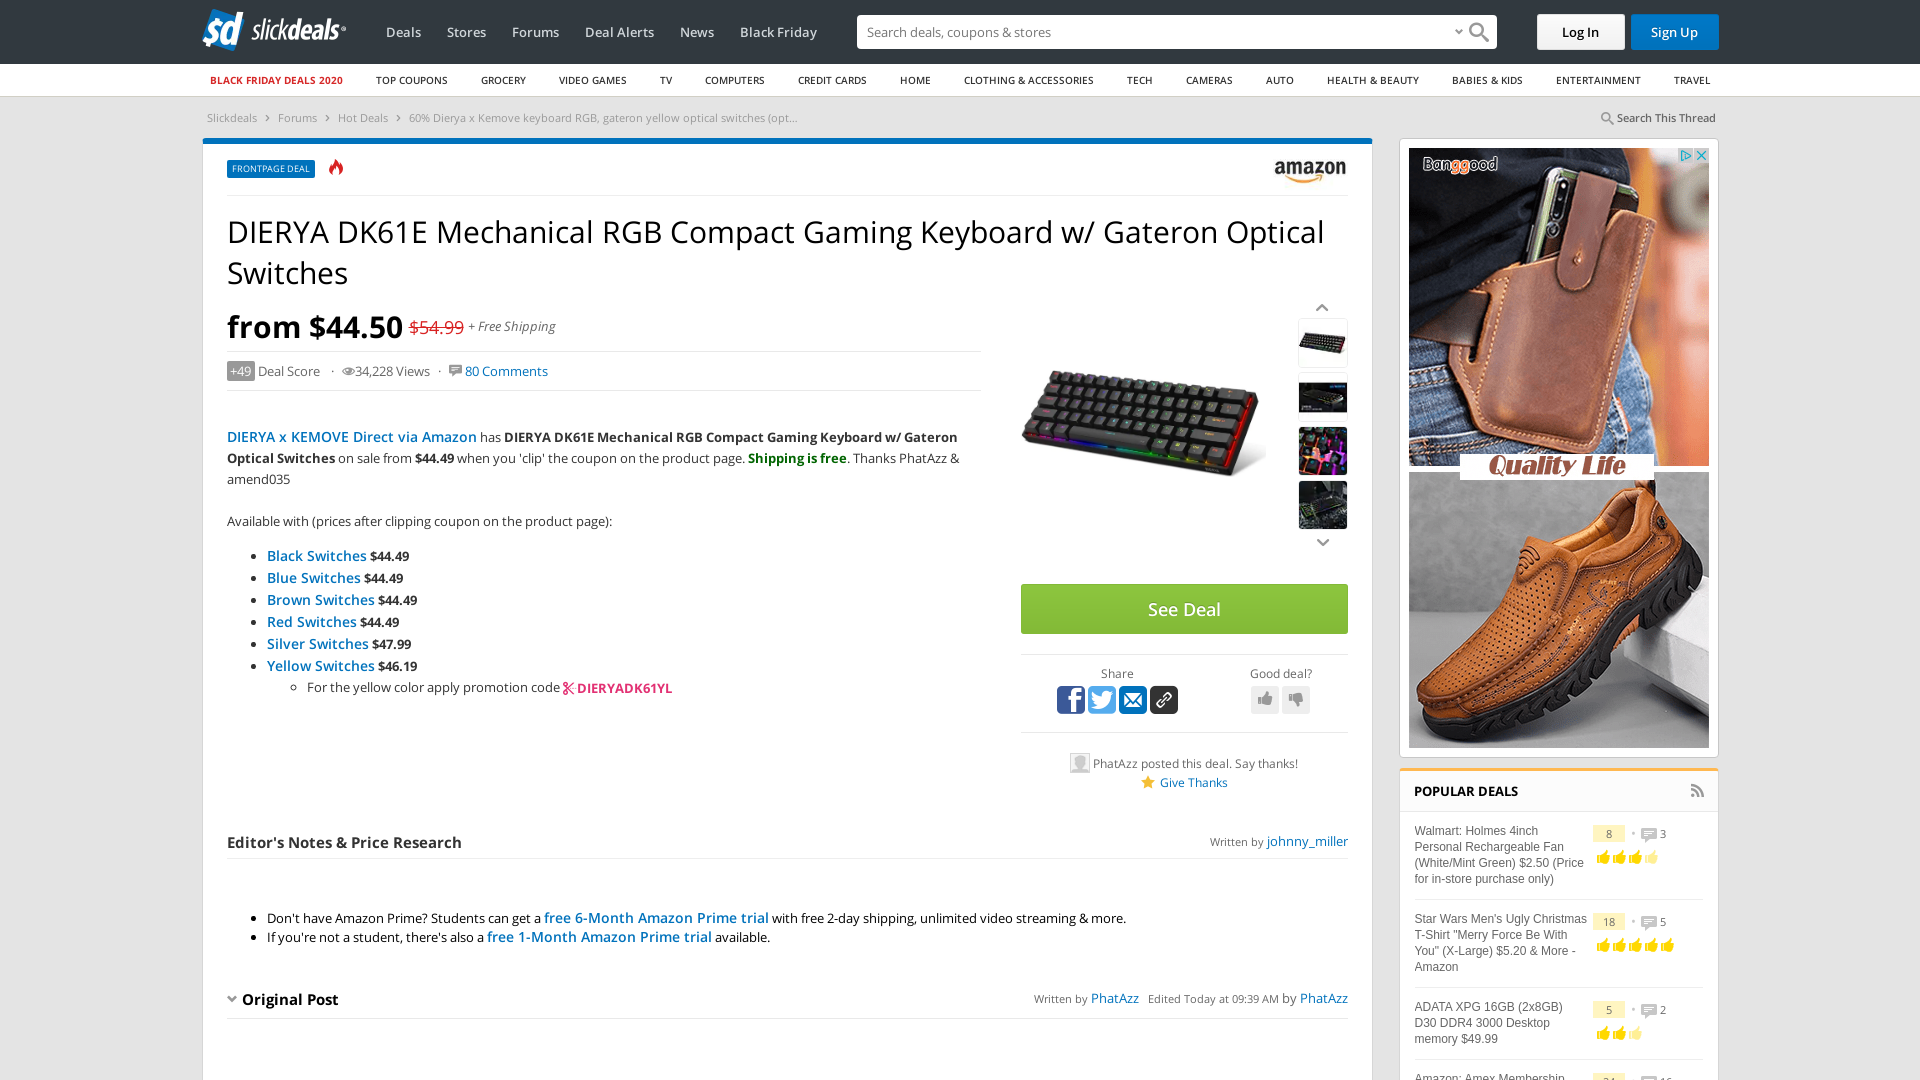 sd slickdeals®
Deals Stores Forums Deal Alerts News Black Friday
Search deals, coupons & stores
Log In Sign Up
BLACK FRIDAY DEALS 2020 TOP COUPONS GROCERY VIDEO GAMES TV COMPUTERS CREDIT CARDS HOME CLOTHING & ACCESSORIES TECH CAMERAS AUTO HEALTH & BEAUTY BABIES & KIDS ENTERTAINMENT TRAVEL
Slickdeals > Forums > Hot Deals > 60% Dierya x Kemove keyboard RGB, gateron yellow optical switches (opt...
Search This Thread
FRONTPAGE DEAL
amazon
DIERYA DK61E Mechanical RGB Compact Gaming Keyboard w/ Gateron Optical
Switches
from $44.50 $54.99 + Free Shipping
+49 Deal Score · 34,228 Views · 80 Comments
DIERYA x KEMOVE Direct via Amazon has DIERYA DK61E Mechanical RGB Compact Gaming Keyboard w/ Gateron
Optical Switches on sale from $44.49 when you 'clip' the coupon on the product page. Shipping is free. Thanks PhatAzz &
amend035
Available with (prices after clipping coupon on the product page):
Black Switches $44.49
Blue Switches $44.49
Brown Switches $44.49
Red Switches $44.49
Silver Switches $47.99
Yellow Switches $46.19
For the yellow color apply promotion code DIERYADK61YL
See Deal
Share
Good deal?
PhatAzz posted this deal. Say thanks!
Give Thanks
Editor's Notes & Price Research
Written by johnny_miller
Don't have Amazon Prime? Students can get a free 6-Month Amazon Prime trial with free 2-day shipping, unlimited video streaming & more.
If you're not a student, there's also a free 1-Month Amazon Prime trial available.
Original Post
Written by PhatAzz Edited Today at 09:39 AM by PhatAzz
Banggood
Quality Life
POPULAR DEALS
Walmart: Holmes 4inch
Personal Rechargeable Fan
(White/Mint Green) $2.50 (Price
for in-store purchase only)
8 · 3
Star Wars Men's Ugly Christmas
T-Shirt "Merry Force Be With
You" (X-Large) $5.20 & More -
Amazon
18 · 5
ADATA XPG 16GB (2x8GB)
D30 DDR4 3000 Desktop
memory $49.99
5 · 2
Amazon: Amex Membership